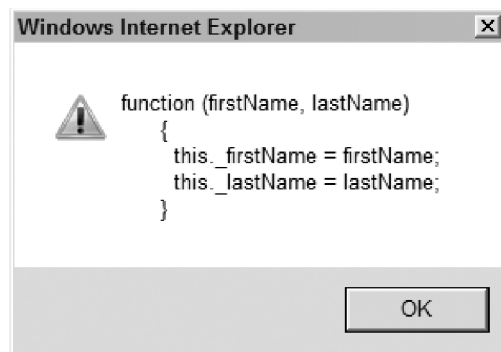 Windows Internet Explorer
function (firstName, lastName)
{
this._firstName = firstName;
this._lastName = lastName;
}
OK